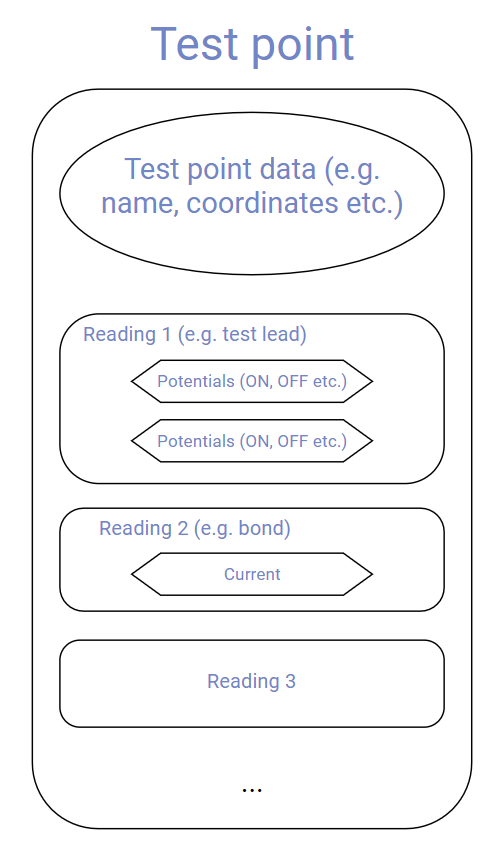 Test point
Test point data (e.g.
name, coordinates etc.)
Reading 1 (e.g. test lead)
Potentials (ON, OFF etc.)
Potentials (ON, OFF etc.)
Reading 2 (e.g. bond)
Current
Reading 3
...